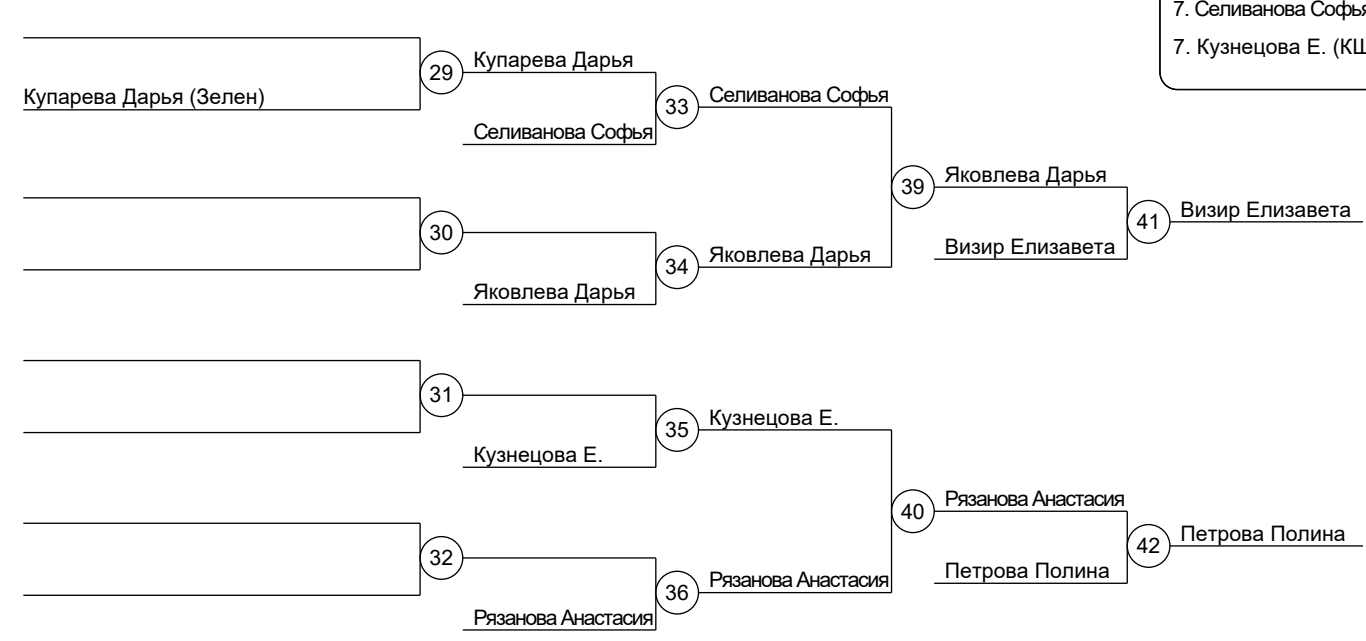 7. Селиванова Софья
7. Кузнецова Е. (КШ
29
Купарева Дарья
Купарева Дарья (Зелен)
33
Селиванова Софья
Селиванова Софья
39
Яковлева Дарья
30
41
Визир Елизавета
34
Яковлева Дарья
Визир Елизавета
Яковлева Дарья
31
35
Кузнецова Е.
Кузнецова Е.
40
Рязанова Анастасия
32
42
Петрова Полина
36
Рязанова Анастасия
Петрова Полина
Рязанова Анастасия